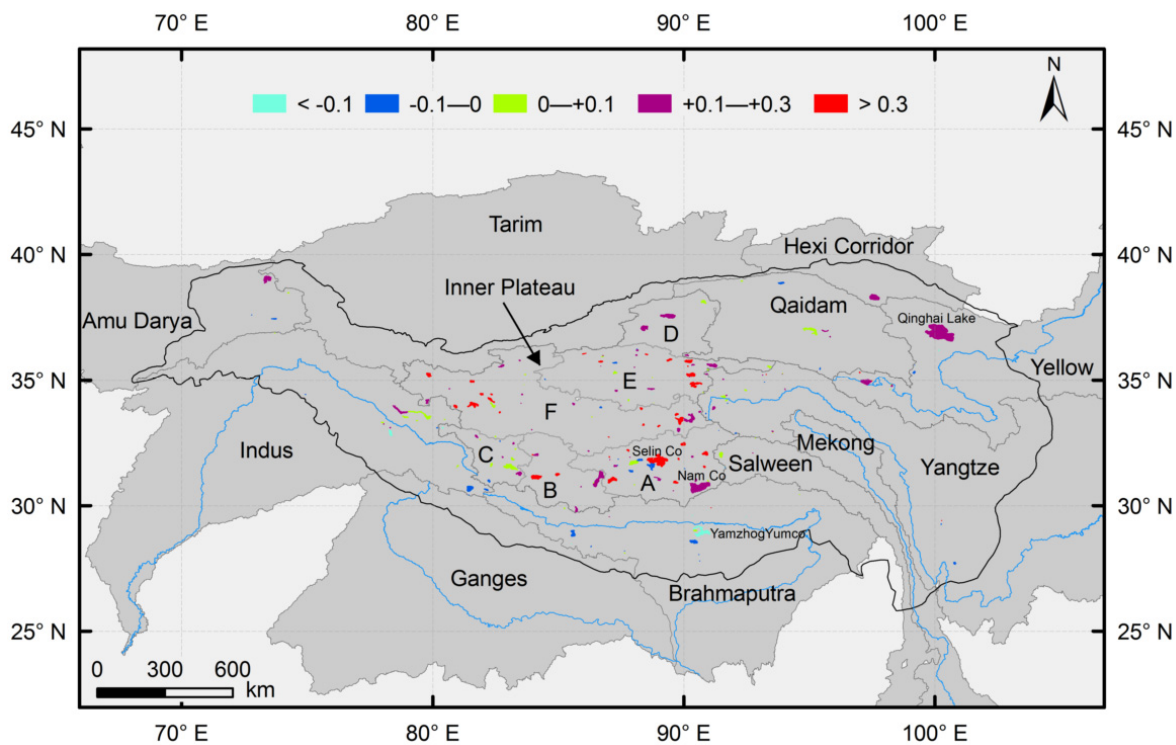 70° E 80° E 90° E 100° E
N
< -0.1 -0.1—0 0—+0.1 +0.1—+0.3 > 0.3
45° N 45° N
Tarim
40° N Hexi Corridor 40° N
Inner Plateau Qaidam
Amu Darya Qinghai Lake
D
Yellow
35° N E 35° N
F
Indus C Selin Co Mekong
Nam Co Salween Yangtze
30° N B A 30° N
YamzhogYumco
Ganges Brahmaputra
25° N 25° N
0 300 600
km
70° E 80° E 90° E 100° E